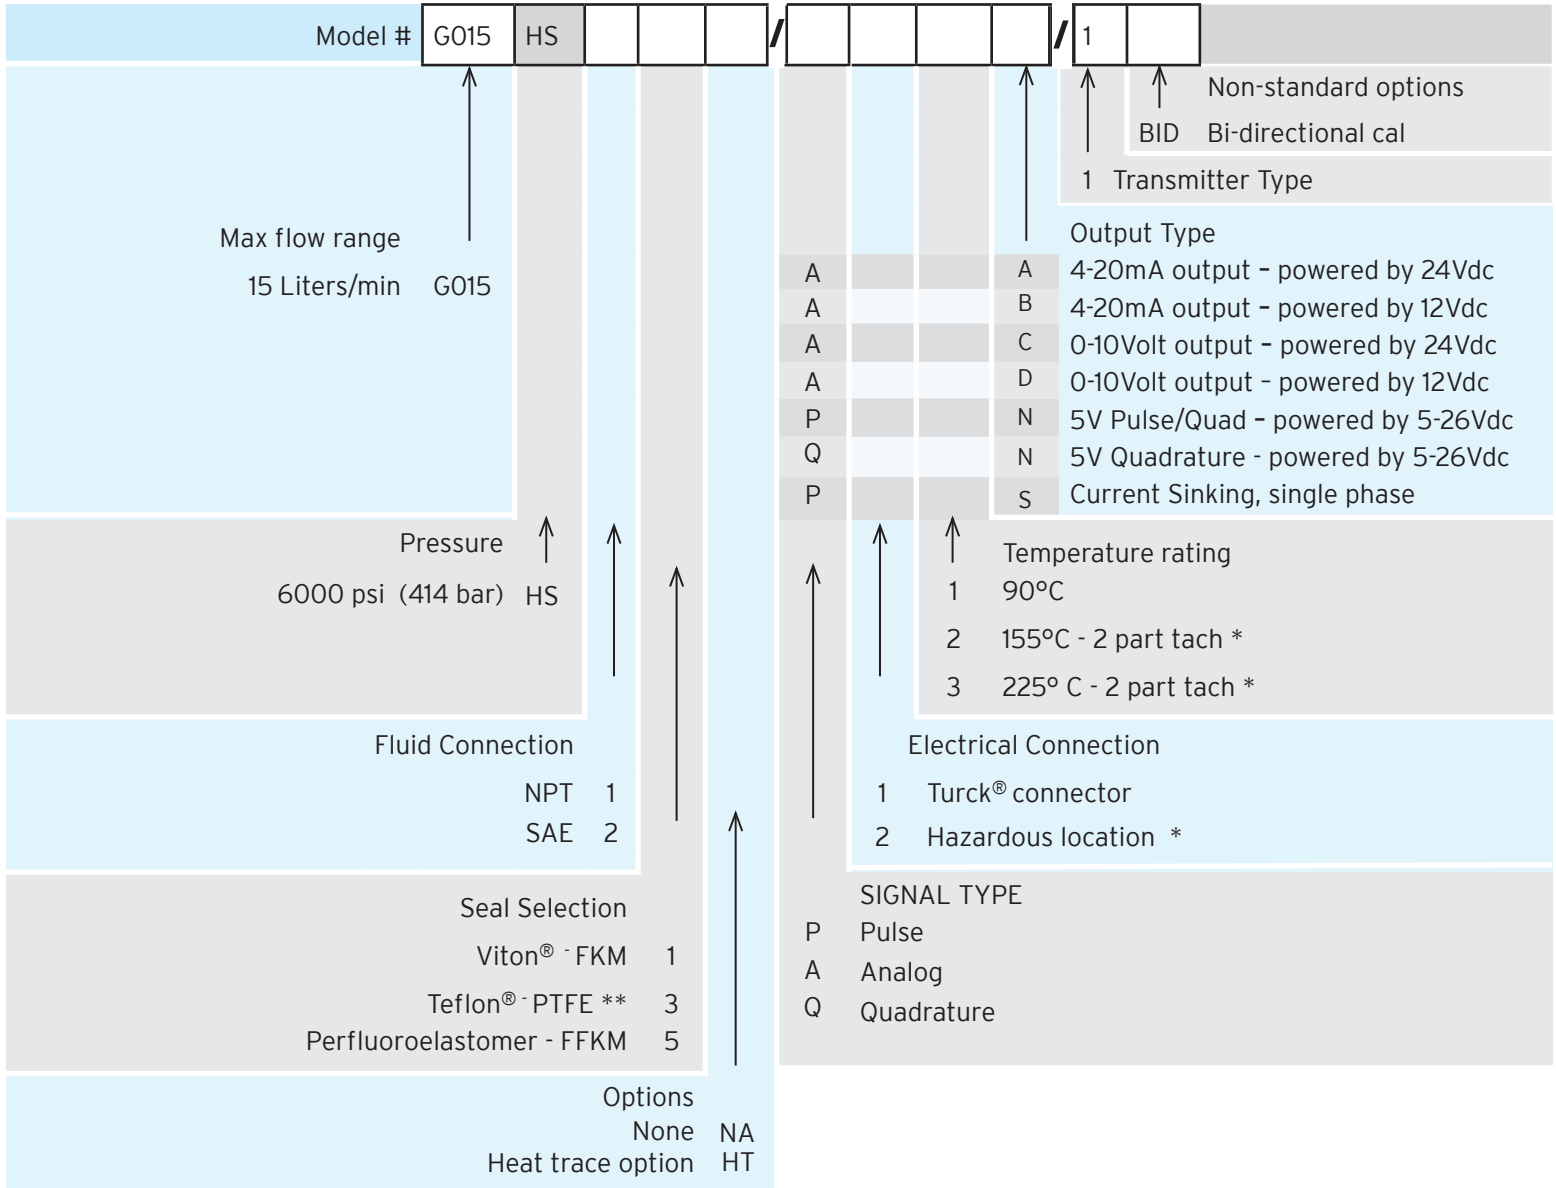 Model # G015 HS / / 1
Non-standard options
BID Bi-directional cal
1 Transmitter Type
Max flow range
15 Liters/min G015
Output Type
A A 4-20mA output – powered by 24Vdc
A B 4-20mA output – powered by 12Vdc
A C 0-10Volt output – powered by 24Vdc
A D 0-10Volt output – powered by 12Vdc
P N 5V Pulse/Quad – powered by 5-26Vdc
Q N 5V Quadrature - powered by 5-26Vdc
P S Current Sinking, single phase
Pressure
6000 psi (414 bar) HS
Temperature rating
1 90°C
2 155°C - 2 part tach *
3 225° C - 2 part tach *
Fluid Connection
NPT 1
SAE 2
Electrical Connection
1 Turck® connector
2 Hazardous location *
Seal Selection
Viton® - FKM 1
Teflon® - PTFE ** 3
Perfluoroelastomer - FFKM 5
SIGNAL TYPE
P Pulse
A Analog
Q Quadrature
Options
None NA
Heat trace option HT